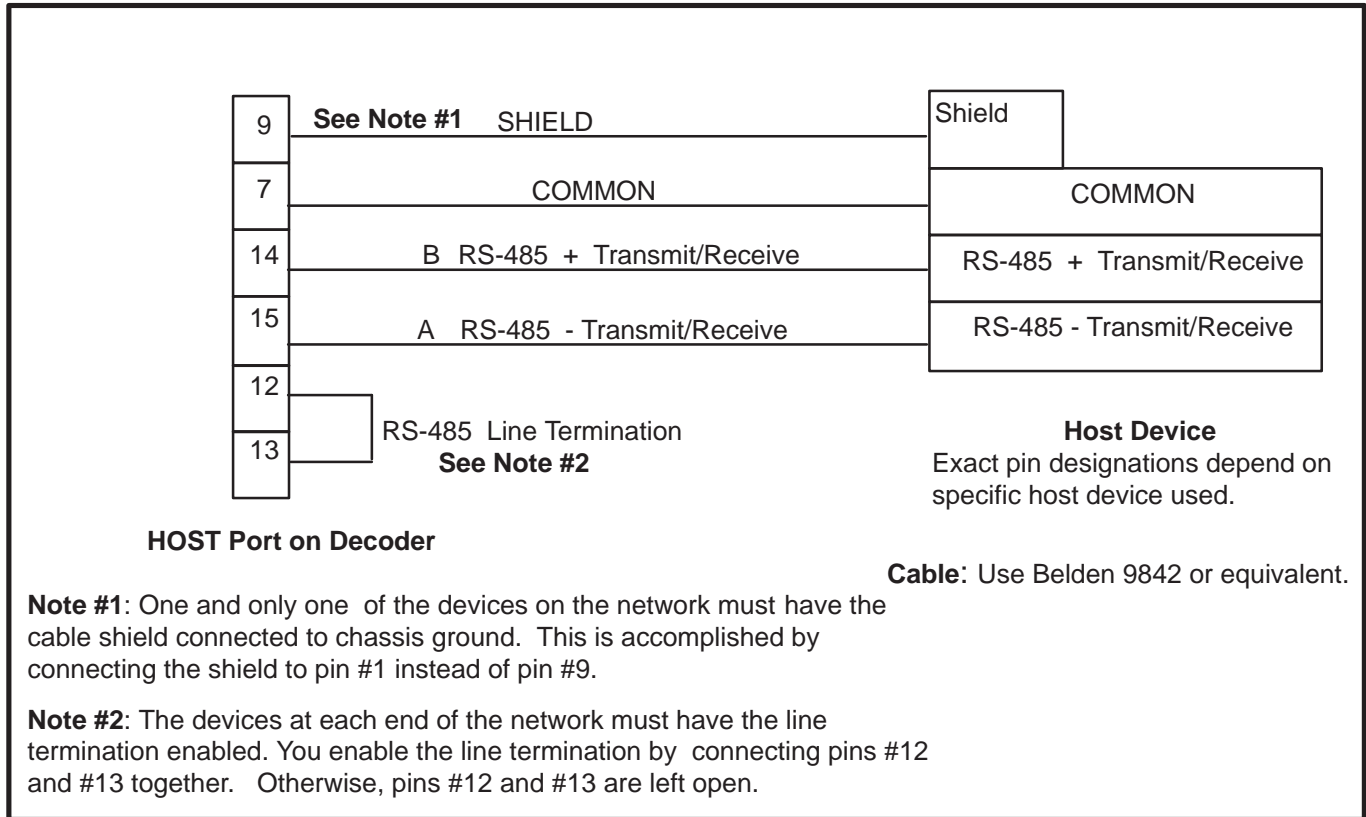 9 See Note #1 SHIELD Shield
7 COMMON COMMON
14 B RS-485 + Transmit/Receive RS-485 + Transmit/Receive
15 A RS-485 - Transmit/Receive RS-485 - Transmit/Receive
12
RS-485 Line Termination
13 See Note #2
Host Device
Exact pin designations depend on
specific host device used.
HOST Port on Decoder
Cable: Use Belden 9842 or equivalent.
Note #1: One and only one of the devices on the network must have the
cable shield connected to chassis ground. This is accomplished by
connecting the shield to pin #1 instead of pin #9.
Note #2: The devices at each end of the network must have the line
termination enabled. You enable the line termination by connecting pins #12
and #13 together. Otherwise, pins #12 and #13 are left open.